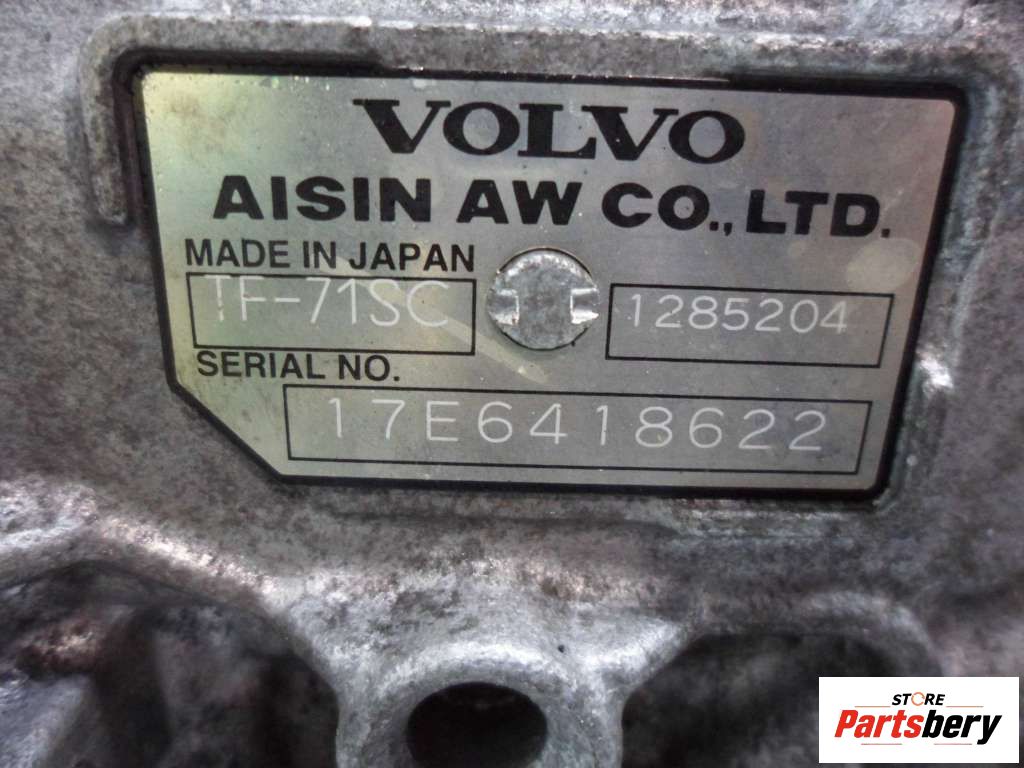 VOLVO
AISIN AW CO., LTD.
MADE IN JAPAN
TF-71SC 1285204
SERIAL NO.
17E6418622
STORE
Partsbery